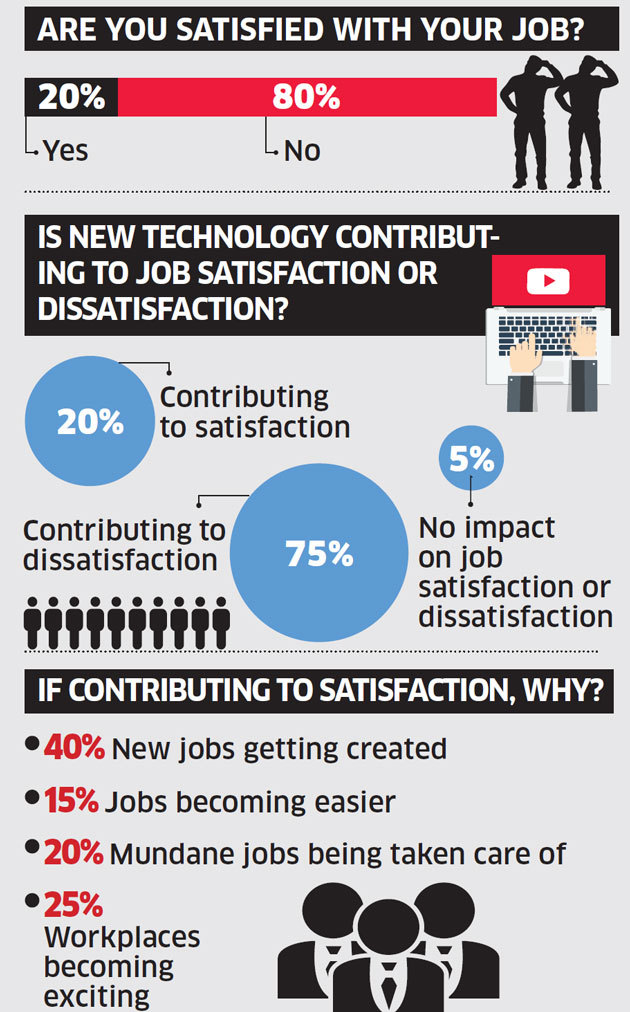 ARE YOU SATISFIED WITH YOUR JOB?
20%
80%
Yes
No
IS NEW TECHNOLOGY CONTRIBUT-
ING TO JOB SATISFACTION OR
DISSATISFACTION?
20%
Contributing
to satisfaction
5%
No impact
on job
satisfaction or
dissatisfaction
Contributing to
dissatisfaction
75%
IF CONTRIBUTING TO SATISFACTION, WHY?
● 40% New jobs getting created
● 15% Jobs becoming easier
● 20% Mundane jobs being taken care of
● 25%
Workplaces
becoming
exciting